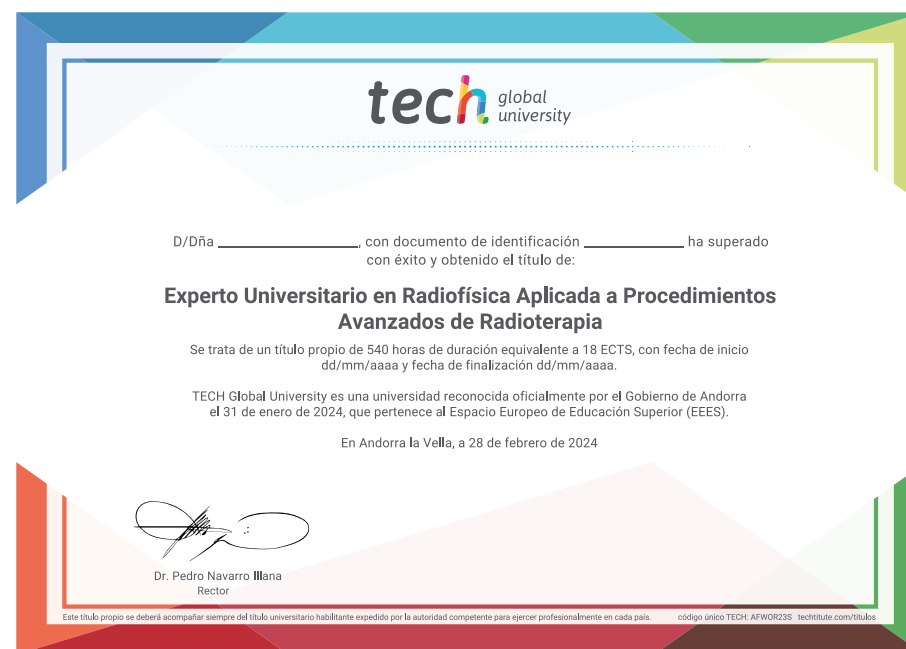 tech global university
D/Dña ____________________, con documento de identificación ______________ ha superado
con éxito y obtenido el título de:
Experto Universitario en Radiofísica Aplicada a Procedimientos
Avanzados de Radioterapia
Se trata de un título propio de 540 horas de duración equivalente a 18 ECTS, con fecha de inicio
dd/mm/aaaa y fecha de finalización dd/mm/aaaa.
TECH Global University es una universidad reconocida oficialmente por el Gobierno de Andorra
el 31 de enero de 2024, que pertenece al Espacio Europeo de Educación Superior (EEES).
En Andorra la Vella, a 28 de febrero de 2024
Dr. Pedro Navarro Illana
Rector
Este título propio se deberá acompañar siempre del título universitario habilitante expedido por la autoridad competente para ejercer profesionalmente en cada país. código único TECH: AFWOR23S techtitute.com/titulos